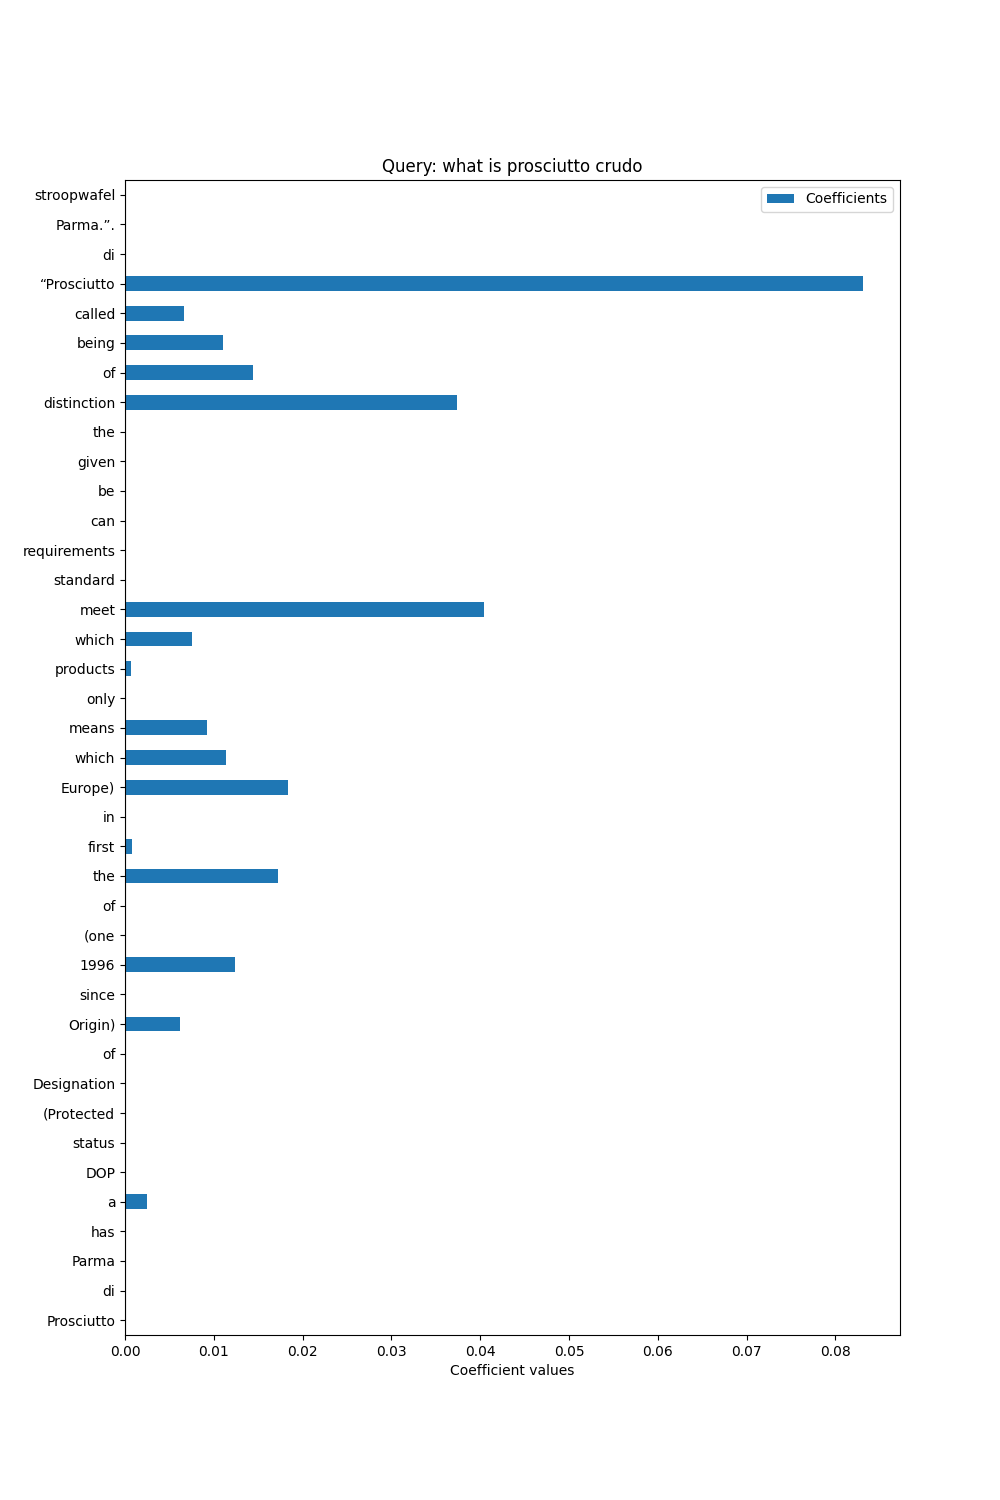 Query: what is prosciutto crudo
Coefficients
stroopwafel
Parma.”.
di
“Prosciutto
called
being
of
distinction
the
given
be
can
requirements
standard
meet
which
products
only
means
which
Europe)
in
first
the
of
(one
1996
since
Origin)
of
Designation
(Protected
status
DOP
a
has
Parma
di
Prosciutto
0.00 0.01 0.02 0.03 0.04 0.05 0.06 0.07 0.08
Coefficient values